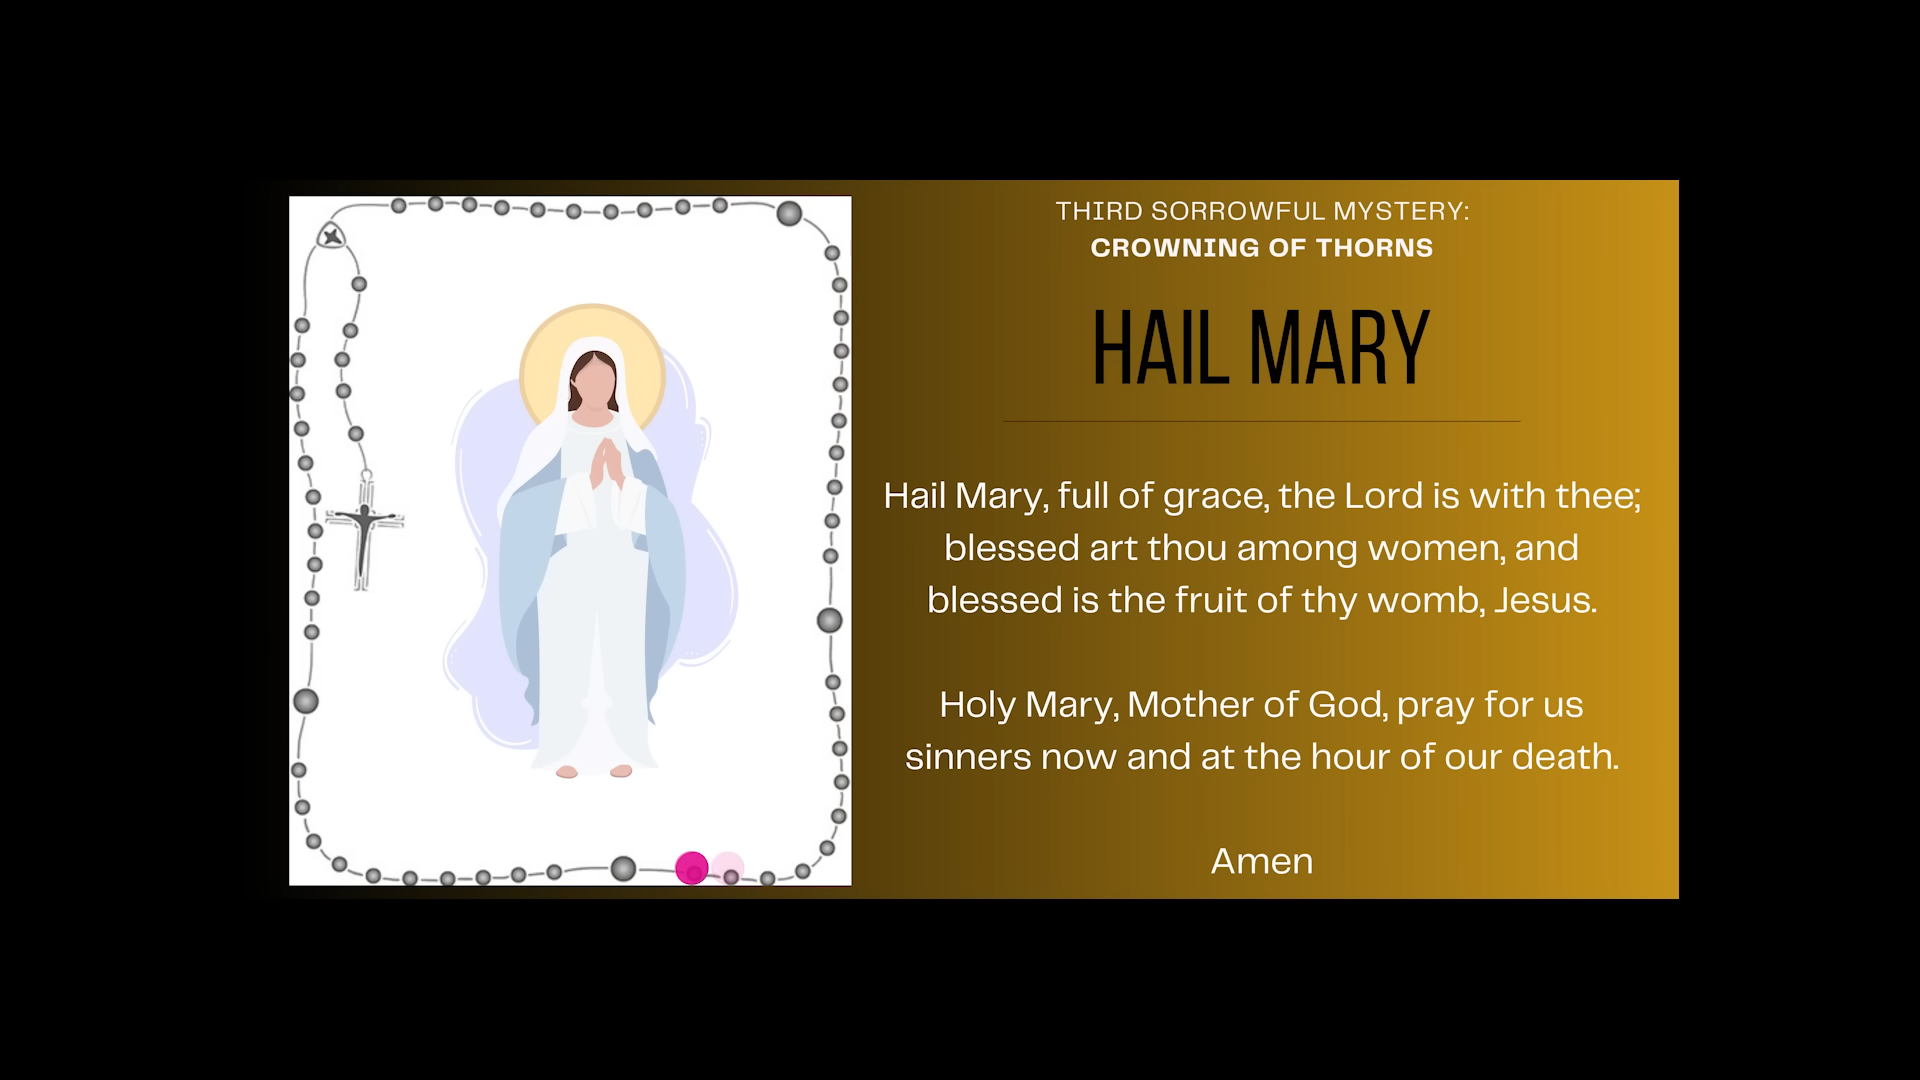 THIRD SORROWFUL MYSTERY:
CROWNING OF THORNS
HAIL MARY
Hail Mary, full of grace, the Lord is with thee;
blessed art thou among women, and
blessed is the fruit of thy womb, Jesus.
Holy Mary, Mother of God, pray for us
sinners now and at the hour of our death.
Amen